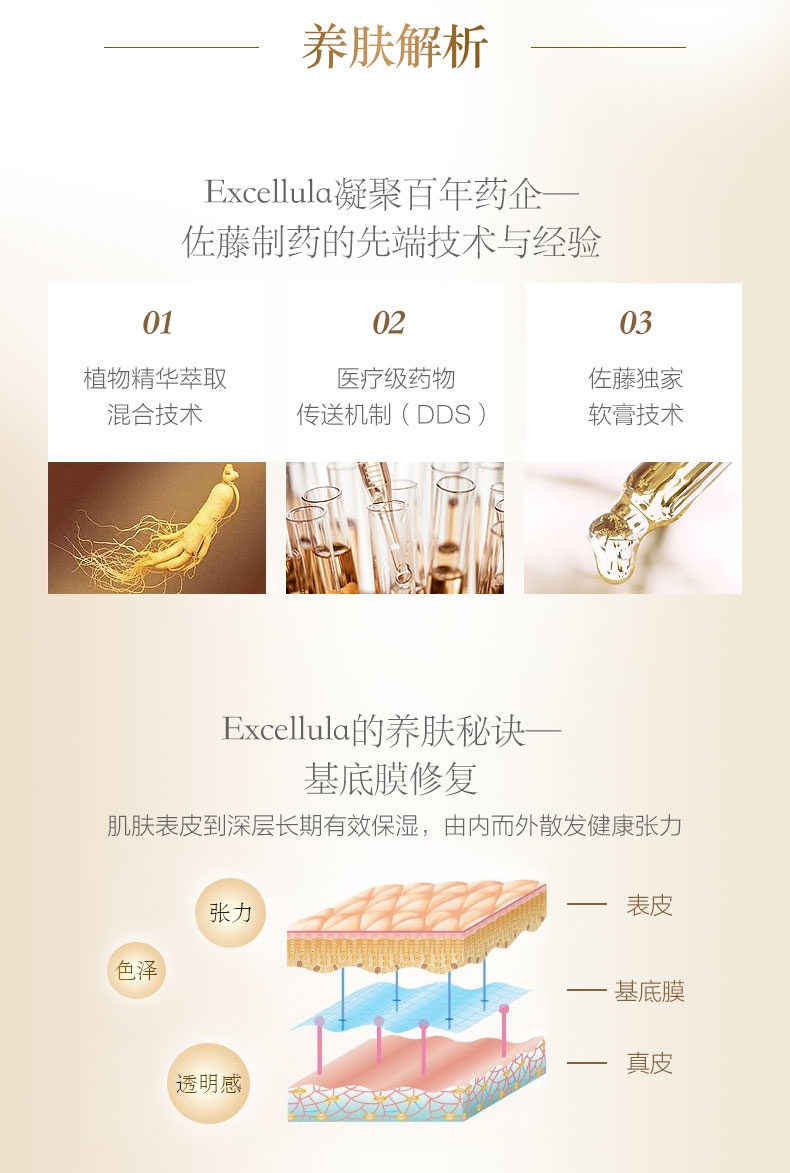 养肤解析
Excellula凝聚百年药企—
佐藤制药的先端技术与经验
01
植物精华萃取
混合技术
02
医疗级药物
传送机制（DDS）
03
佐藤独家
软膏技术
Excellula的养肤秘诀—
基底膜修复
肌肤表皮到深层长期有效保湿，由内而外散发健康张力
张力
色泽
透明感
表皮
基底膜
真皮